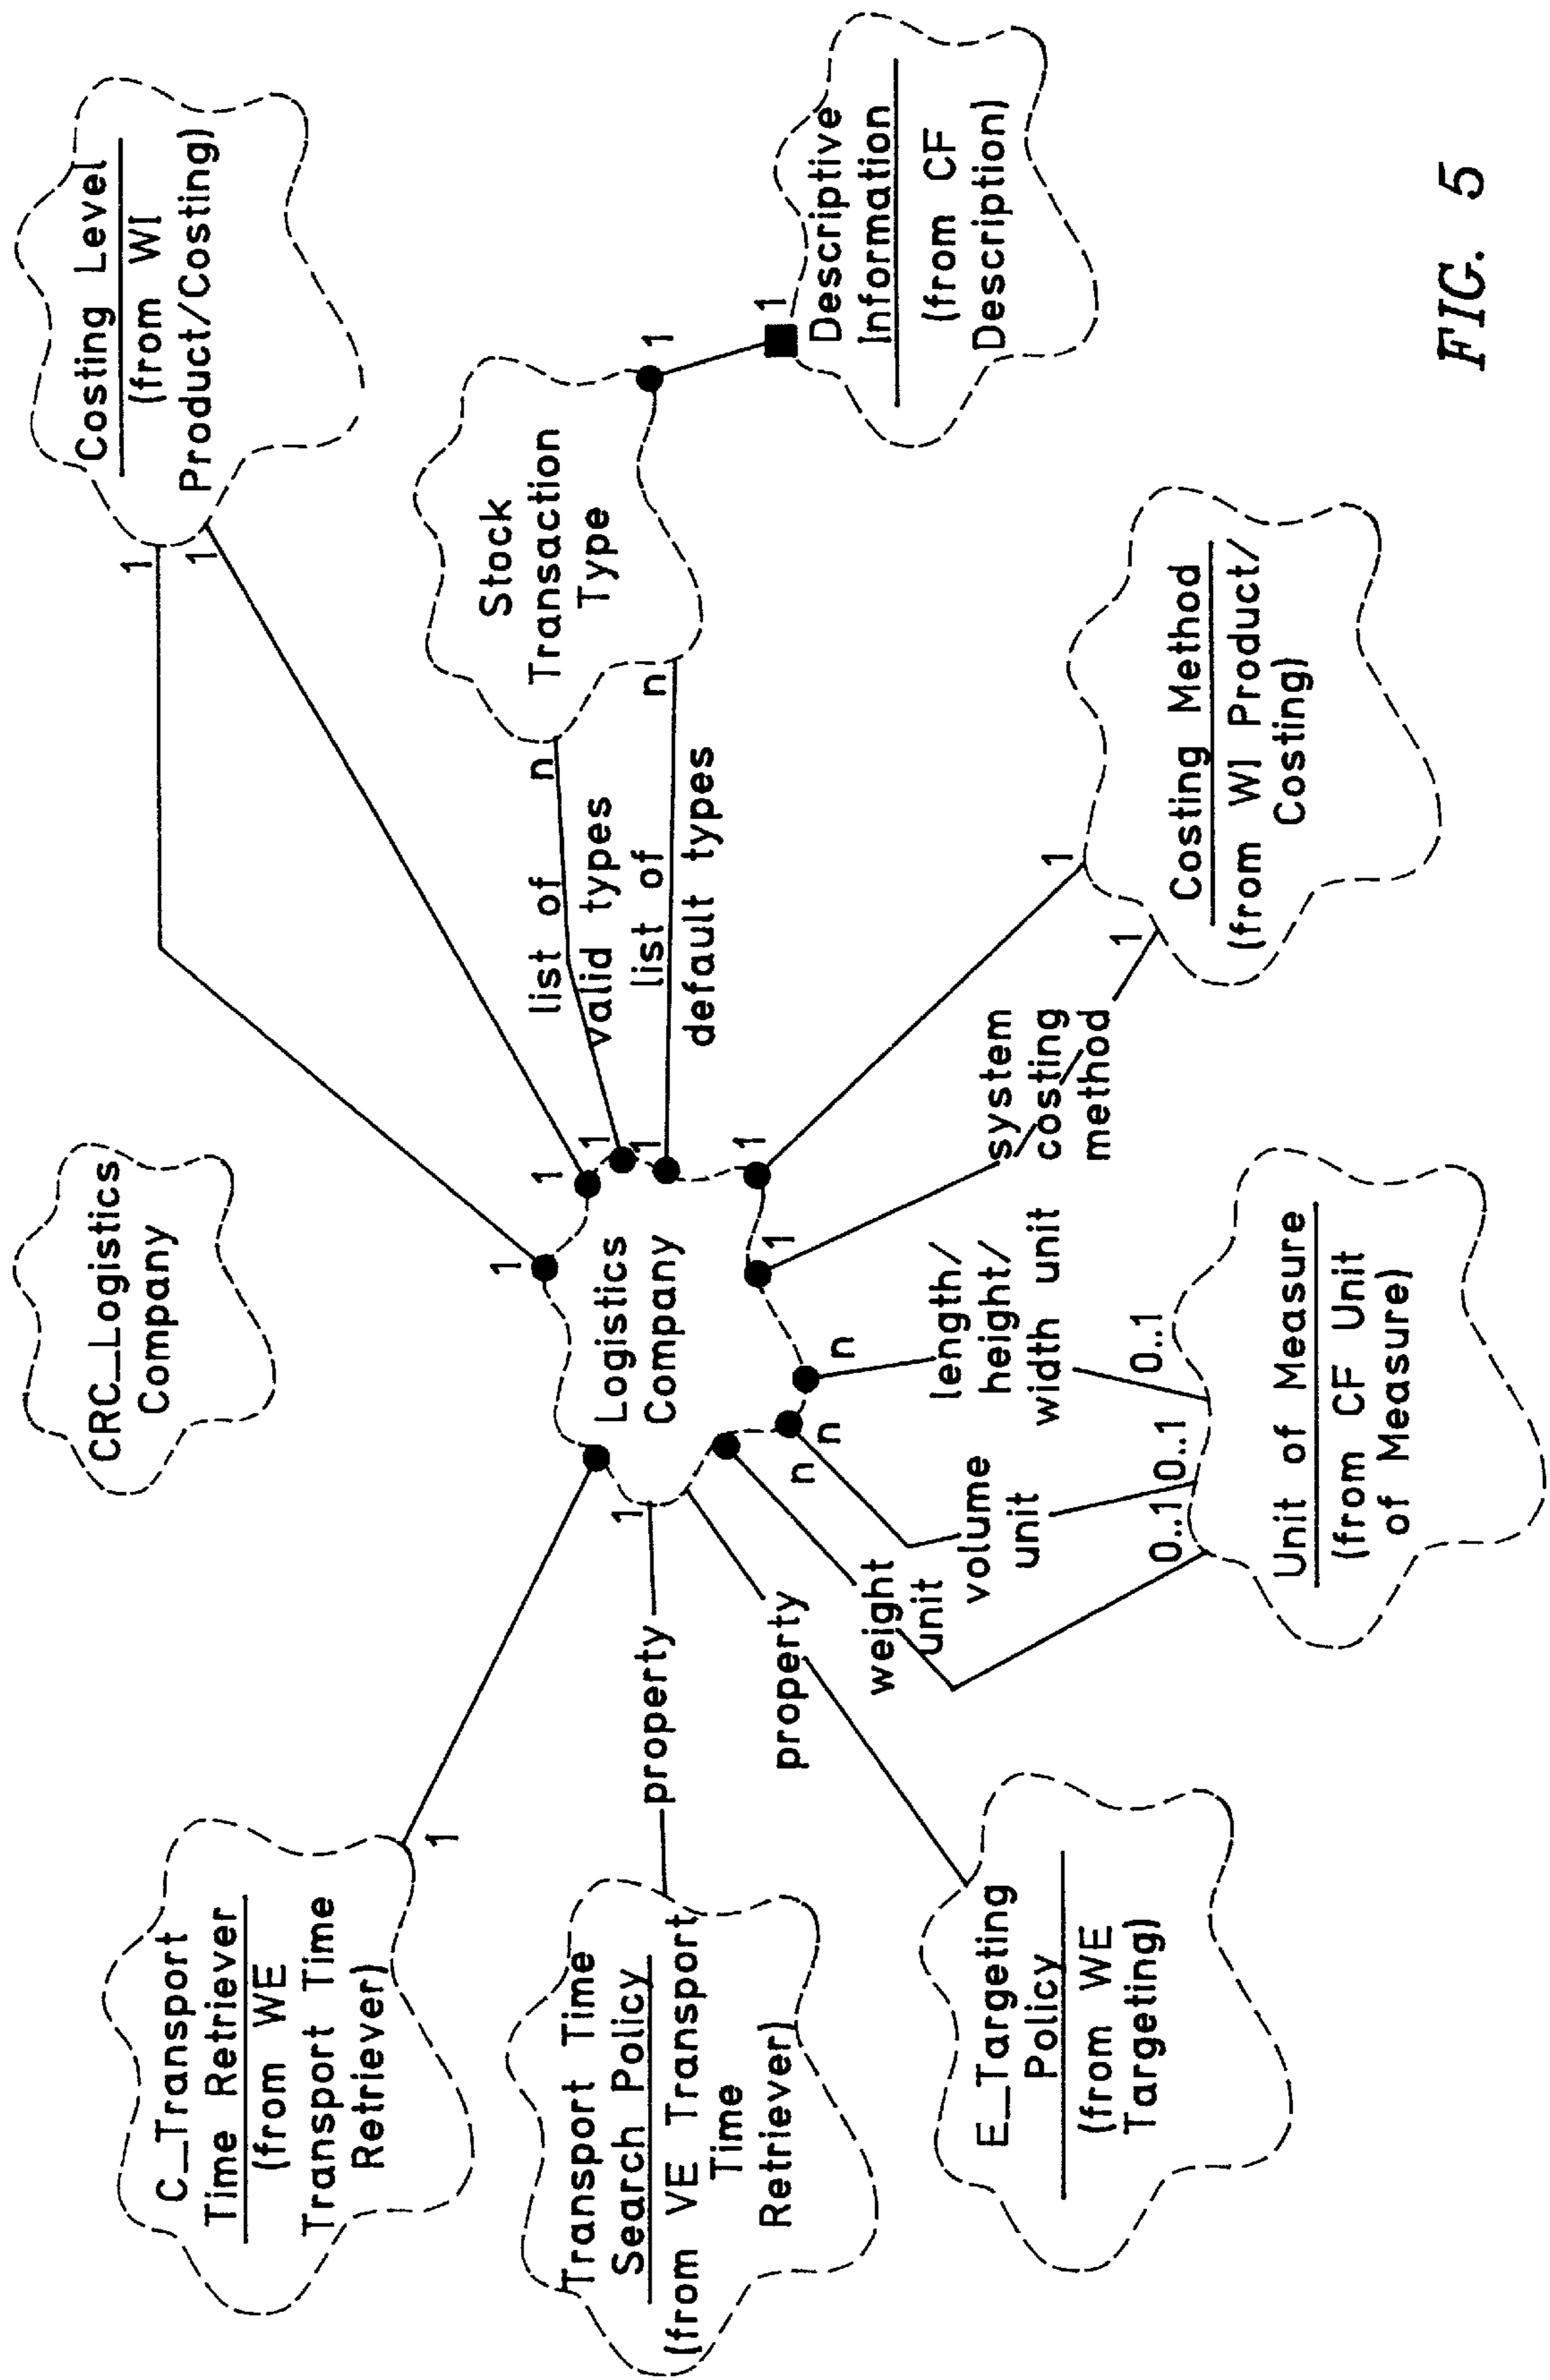 C_Transport
Time Retriever
(from WE
Transport Time
Retriever)
1
CRC_Logistics
Company
Costing Level
(from WI
Product/Costing)
1
1
Transport Time
Search Policy
(from VE Transport
Time
Retriever)
property
1
Logistics
Company
1
1
1
1
list of
valid types
n
list of
default types
n
Stock
Transaction
Type
1
1
Descriptive
Information
(from CF
Description)
E_Targeting
Policy
(from WE
Targeting)
property
weight
unit
n
0..1
volume
unit
n
0..1
length/
height/
width unit
n
0..1
Unit of Measure
(from CF Unit
of Measure)
1
system
costing
method
1
1
1
Costing Method
(from WI Product/
Costing)
FIG. 5